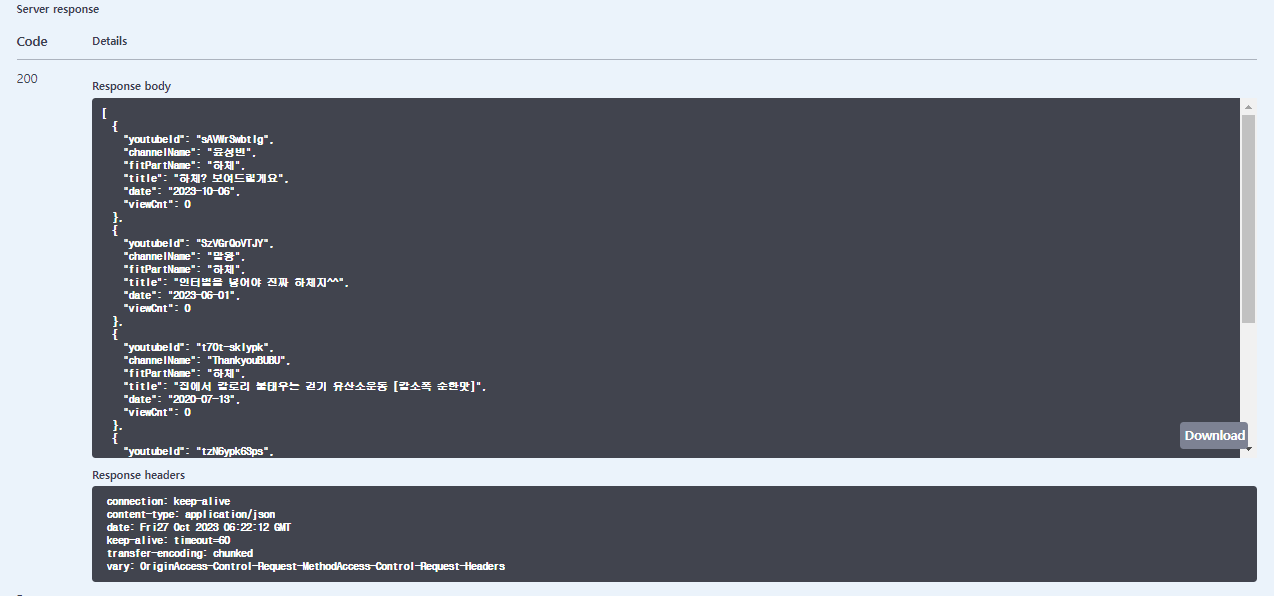 Server response
Code Details
200
Response body
[
{
"youtubeId": "sAVWrSwbtIg",
"channelName": "윤성빈",
"fitPartName": "하체",
"title": "하체? 보여드릴게요",
"date": "2023-10-06",
"viewCnt": 0
},
{
"youtubeId": "SzVGrQoVTJY",
"channelName": "말왕",
"fitPartName": "하체",
"title": "인터벌을 넣어야 진짜 하체지^^",
"date": "2023-06-01",
"viewCnt": 0
},
{
"youtubeId": "t7Ot-sklypk",
"channelName": "ThankyouBUBU",
"fitPartName": "하체",
"title": "집에서 칼로리 불태우는 걷기 유산소운동 [칼소폭 순한맛]",
"date": "2020-07-13",
"viewCnt": 0
},
{
"youtubeId": "tzN6ypk6Sps",
Download
Response headers
connection: keep-alive
content-type: application/json
date: Fri27 Oct 2023 06:22:12 GMT
keep-alive: timeout=60
transfer-encoding: chunked
vary: OriginAccess-Control-Request-MethodAccess-Control-Request-Headers